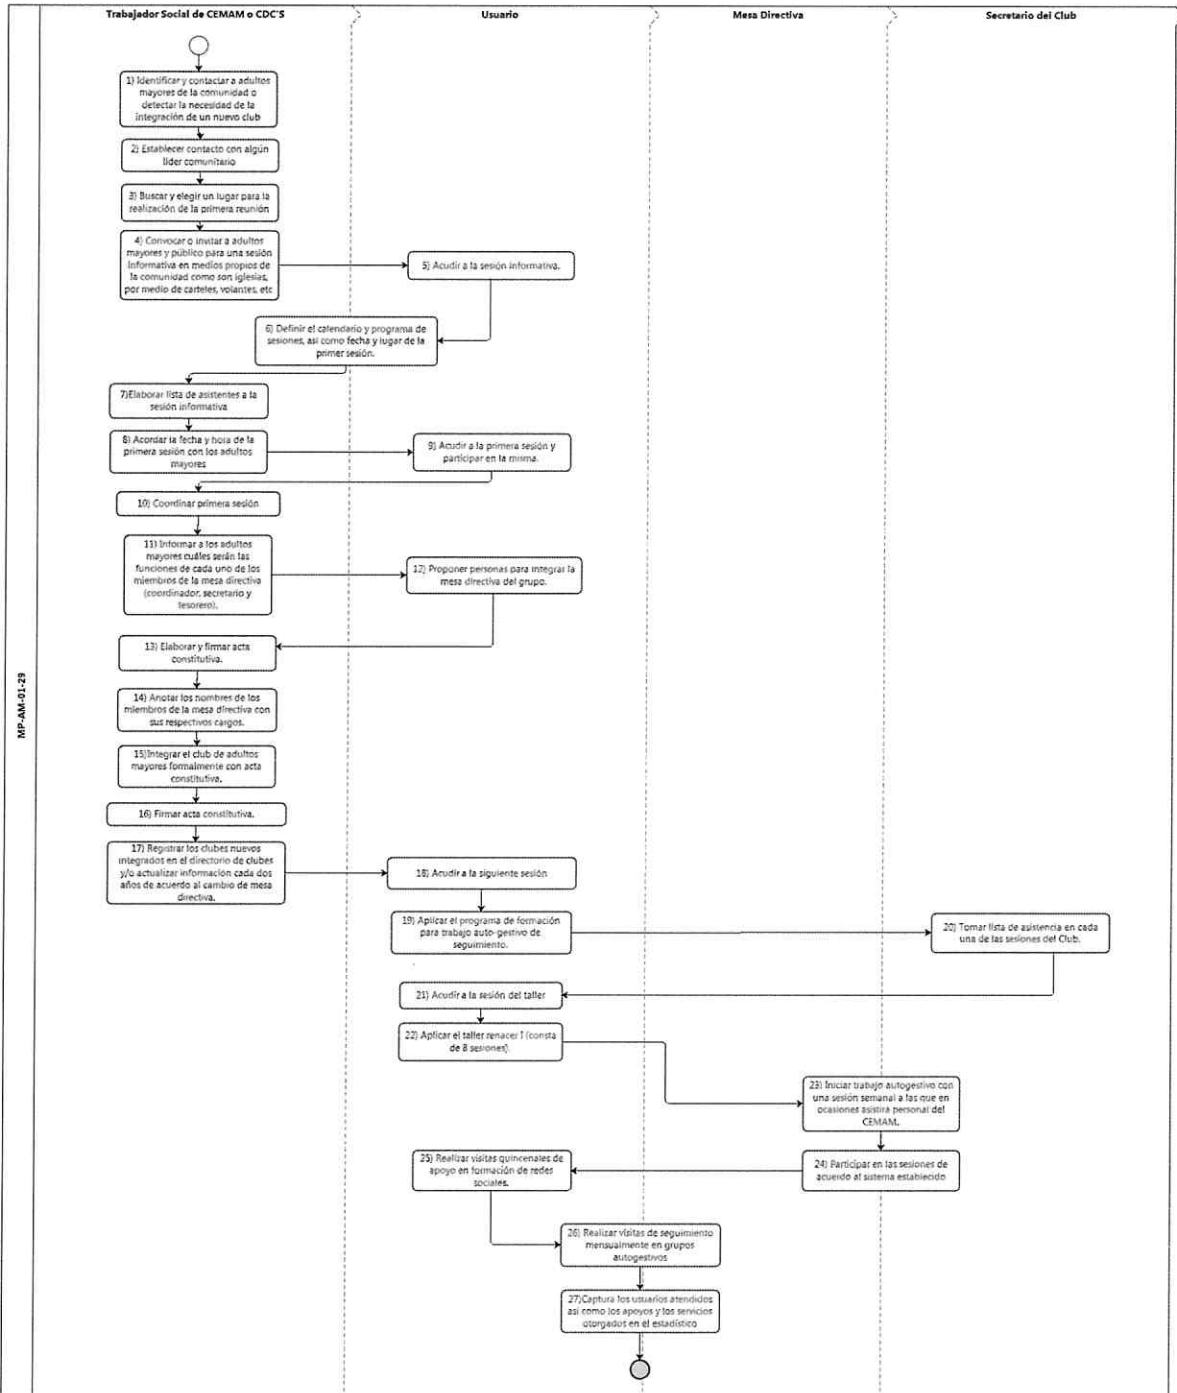 Trabajador Social de CEMAM o CDC'S
Usuario
Mesa Directiva
Secretario del Club
MP-AM-01-29
1) Identificar y contactar a adultos
mayores de la comunidad o
detectar la necesidad de la
integración de un nuevo club
2) Establecer contacto con algún
líder comunitario
3) Buscar y elegir un lugar para la
realización de la primera reunión
4) Convocar o invitar a adultos
mayores y público para una sesión
informativa en medios propios de
la comunidad como son iglesias,
por medio de carteles, volantes, etc
5) Acudir a la sesión informativa.
6) Definir el calendario y programa de
sesiones, así como fecha y lugar de la
primer sesión.
7)Elaborar lista de asistentes a la
sesión informativa
8) Acordar la fecha y hora de la
primera sesión con los adultos
mayores
9) Acudir a la primera sesión y
participar en la misma.
10) Coordinar primera sesión
11) Informar a los adultos
mayores cuáles serán las
funciones de cada uno de los
miembros de la mesa directiva
(coordinador, secretario y
tesorero).
12) Proponer personas para integrar la
mesa directiva del grupo.
13) Elaborar y firmar acta
constitutiva.
14) Anotar los nombres de los
miembros de la mesa directiva con
sus respectivos cargos.
15)Integrar el club de adultos
mayores formalmente con acta
constitutiva.
16) Firmar acta constitutiva.
17) Registrar los clubes nuevos
integrados en el directorio de clubes
y/o actualizar información cada dos
años de acuerdo al cambio de mesa
directiva.
18) Acudir a la siguiente sesión
19) Aplicar el programa de formación
para trabajo auto-gestivo de
seguimiento.
20) Tomar lista de asistencia en cada
una de las sesiones del Club.
21) Acudir a la sesión del taller
22) Aplicar el taller renacer I (consta
de 8 sesiones).
23) Iniciar trabajo autogestivo con
una sesión semanal a las que en
ocasiones asistirá personal del
CEMAM.
24) Participar en las sesiones de
acuerdo al sistema establecido
25) Realizar visitas quincenales de
apoyo en formación de redes
sociales.
26) Realizar visitas de seguimiento
mensualmente en grupos
autogestivos
27)Captura los usuarios atendidos
así como los apoyos y los servicios
otorgados en el estadístico